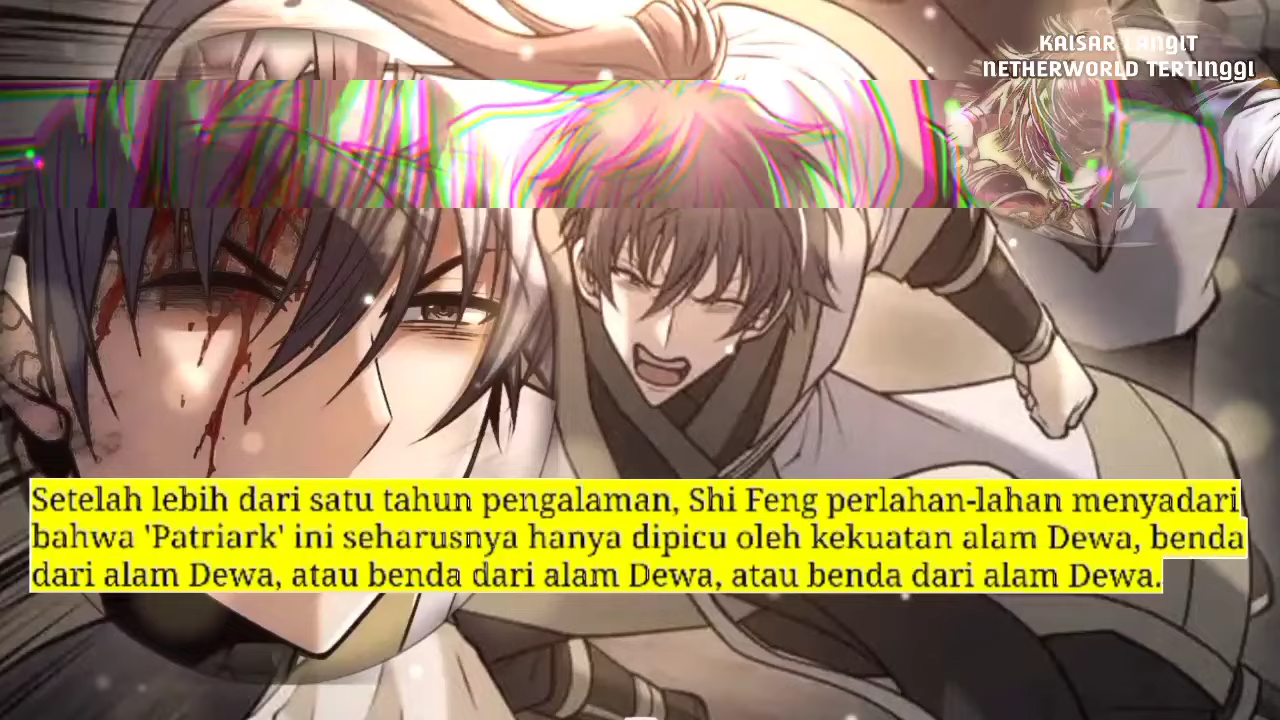 KAISAR LANGIT
NETHERWORLD TERTINGGI
Setelah lebih dari satu tahun pengalaman, Shi Feng perlahan-lahan menyadari
bahwa 'Patriark' ini seharusnya hanya dipicu oleh kekuatan alam Dewa, benda
dari alam Dewa, atau benda dari alam Dewa, atau benda dari alam Dewa.